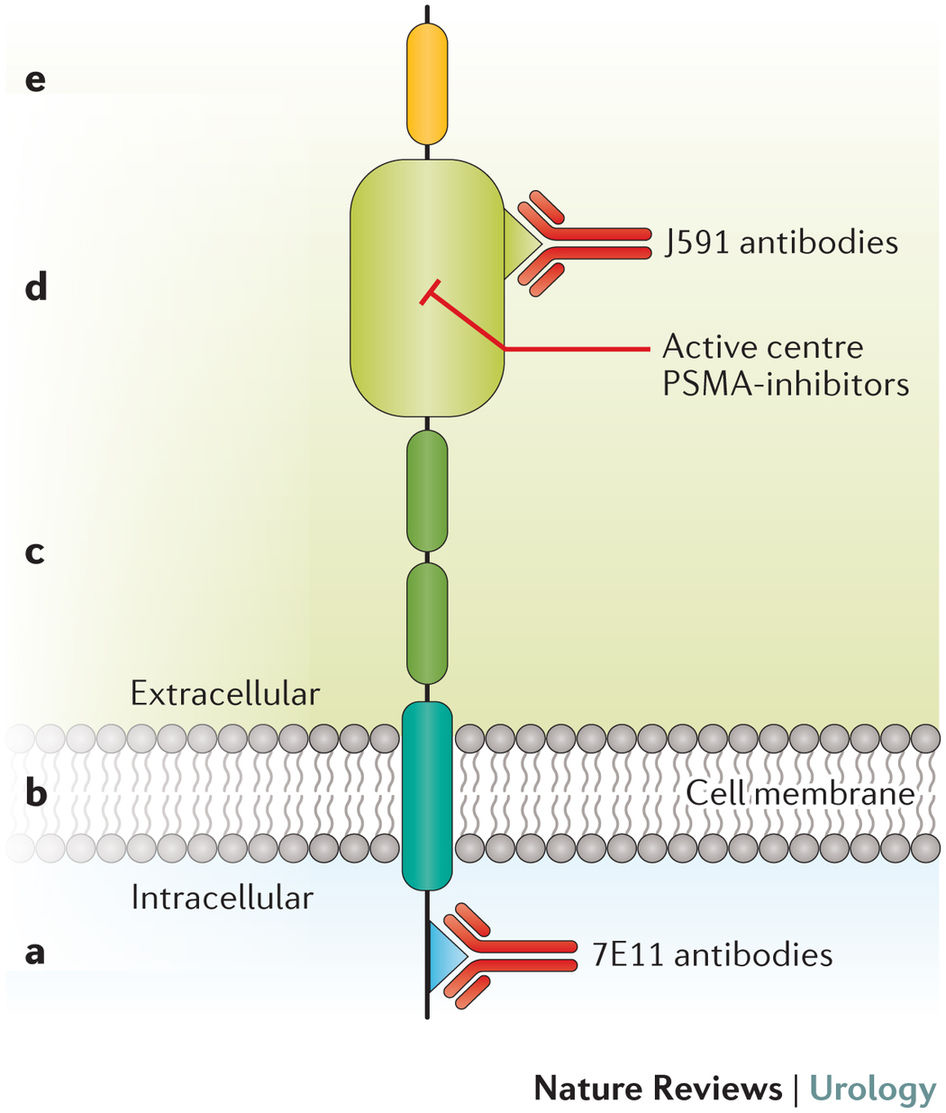 e
J591 antibodies
d
Active centre
PSMA-inhibitors
c
Extracellular
b
Cell membrane
Intracellular
a
7E11 antibodies
Nature Reviews | Urology